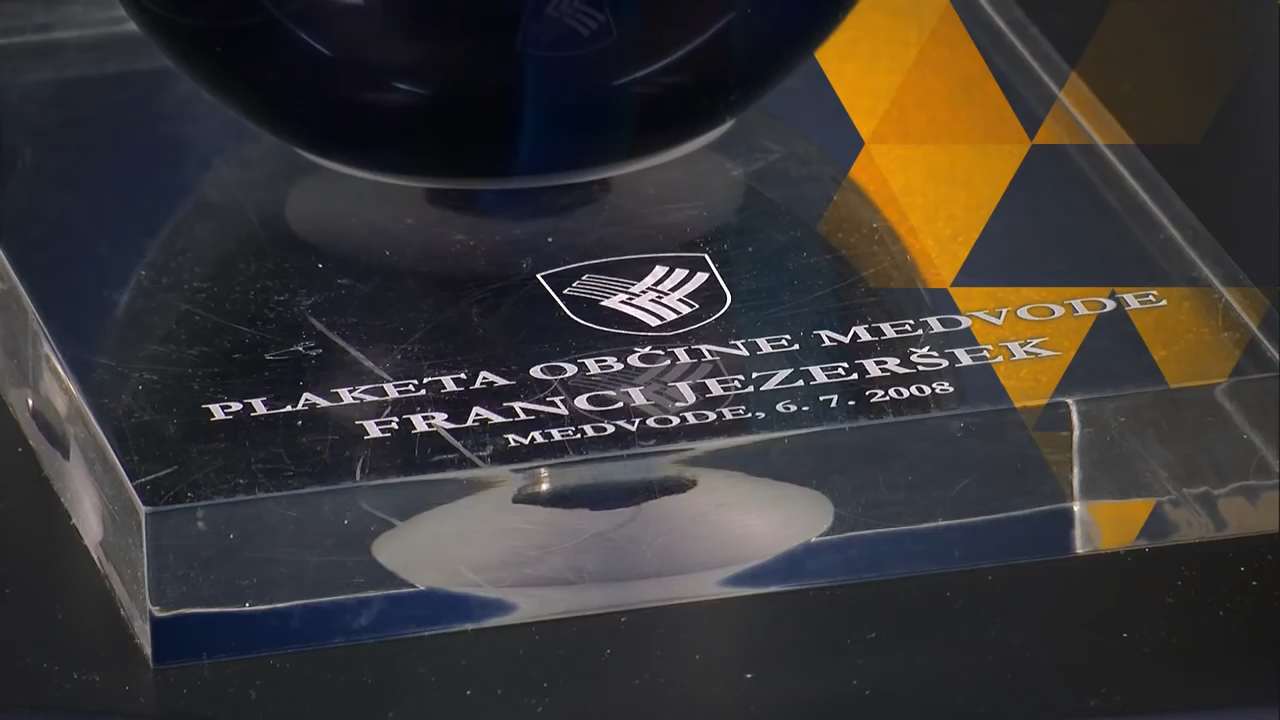 PLAKETA OBČINE MEDVODE
FRANCI JEZERŠEK
MEDVODE, 6. 7. 2008